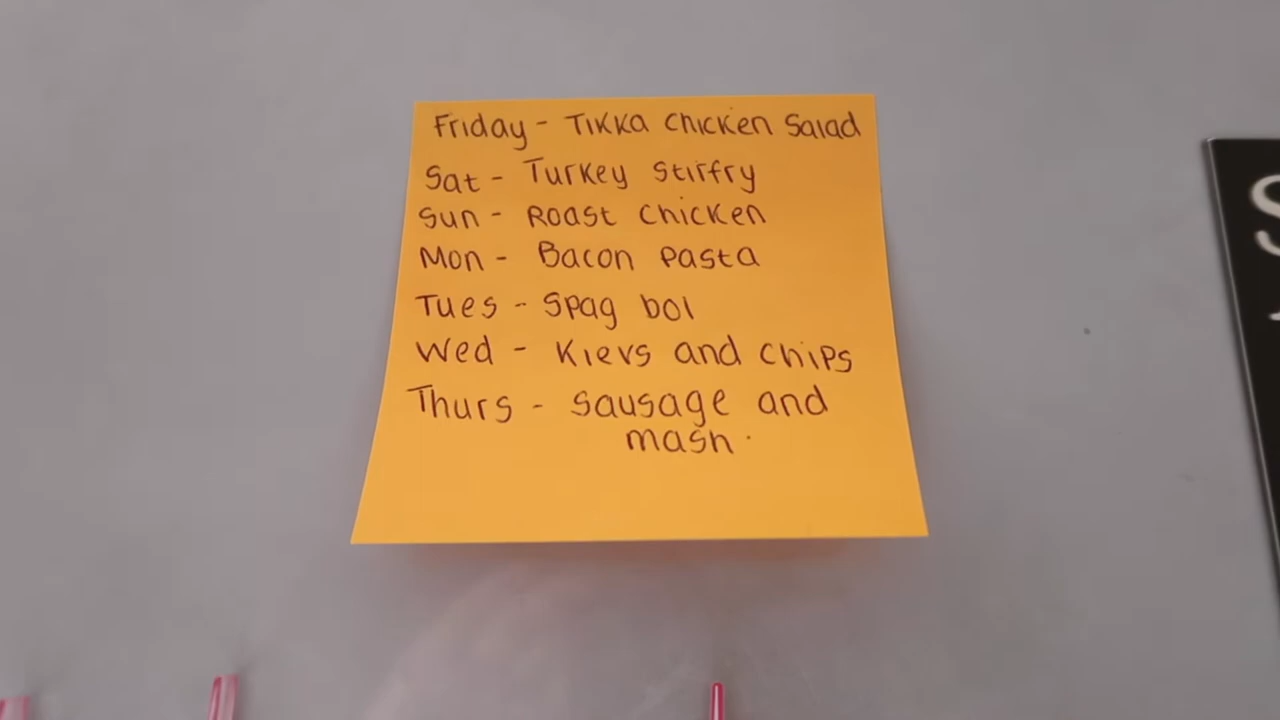 Friday - Tikka Chicken Salad
Sat - Turkey Stirfry
Sun - Roast Chicken
Mon - Bacon Pasta
Tues - Spag bol
Wed - Kievs and Chips
Thurs - Sausage and
mash.